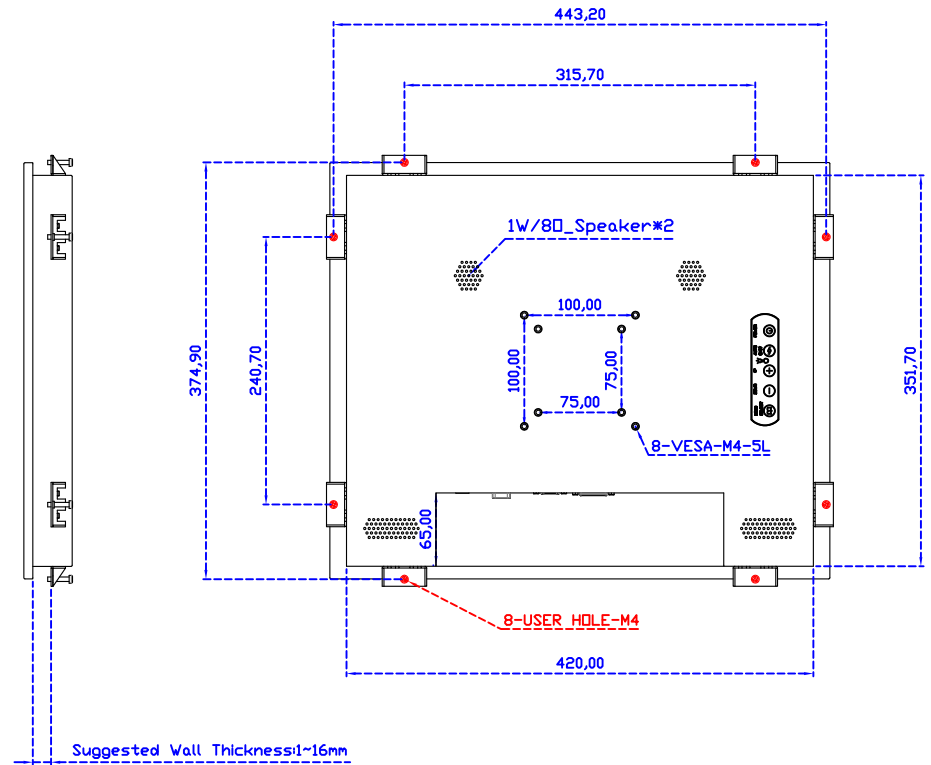 443,20
315,70
1W/8Ω_Speaker*2
100,00
374,90
240,70
100,00
75,00
351,70
75,00
8-VESA-M4-5L
65,00
8-USER HOLE-M4
420,00
Suggested Wall Thickness:1~16mm